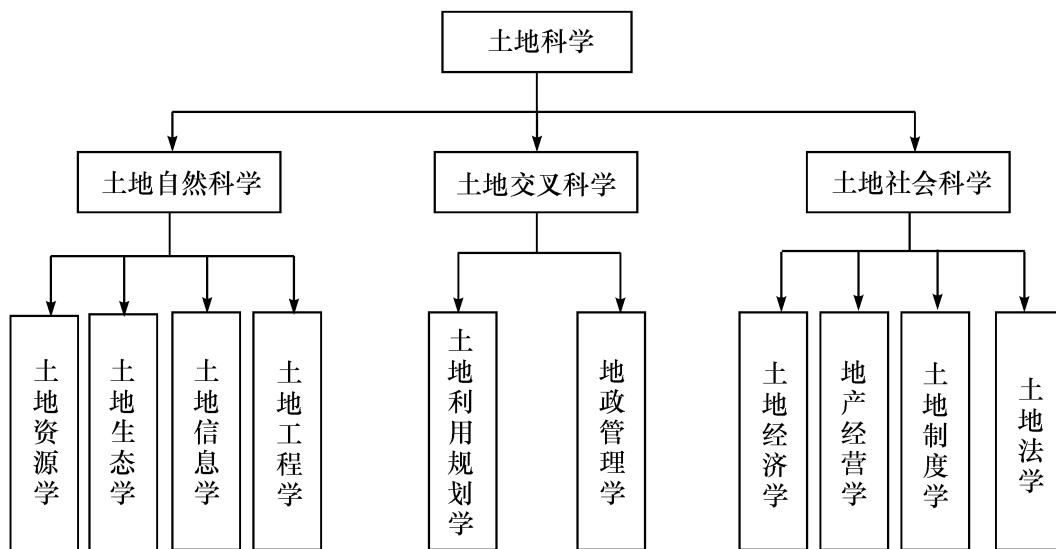 土地科学
土地自然科学
土地交叉科学
土地社会科学
土地资源学
土地生态学
土地信息学
土地工程学
土地利用规划学
地政管理学
土地经济学
地产经营学
土地制度学
土地法学